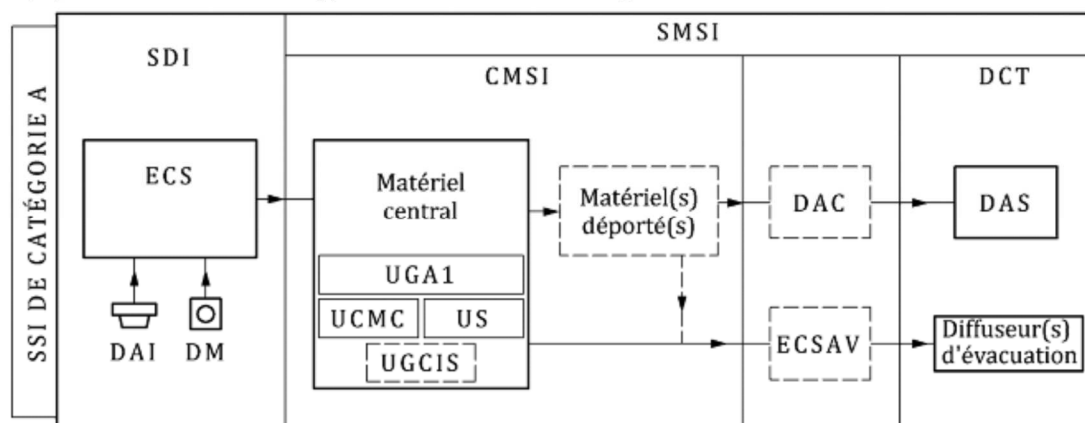 SSI DE CATÉGORIE A
SDI
SMSI
CMSI
DCT
ECS
DAI
DM
Matériel
central
UGA1
UCMC
US
UGCIS
Matériel(s)
déporté(s)
DAC
DAS
ECSAV
Diffuseur(s)
d'évacuation